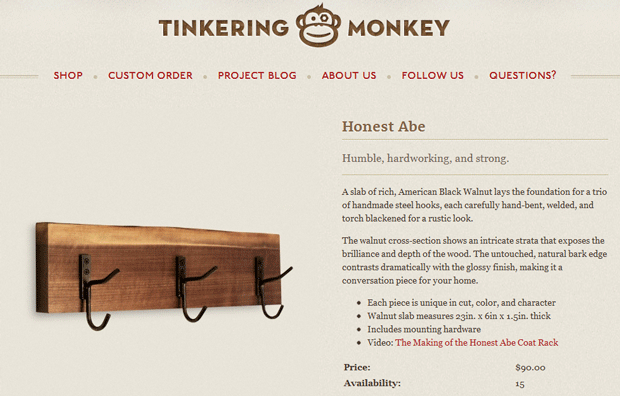 TINKERING MONKEY
SHOP CUSTOM ORDER PROJECT BLOG ABOUT US FOLLOW US QUESTIONS?
Honest Abe
Humble, hardworking, and strong.
A slab of rich, American Black Walnut lays the foundation for a trio
of handmade steel hooks, each carefully hand-bent, welded, and
torch blackened for a rustic look.
The walnut cross-section shows an intricate strata that exposes the
brilliance and depth of the wood. The untouched, natural bark edge
contrasts dramatically with the glossy finish, making it a
conversation piece for your home.
Each piece is unique in cut, color, and character
Walnut slab measures 23in. x 6in x 1.5in. thick
Includes mounting hardware
Video: The Making of the Honest Abe Coat Rack
Price: $90.00
Availability: 15